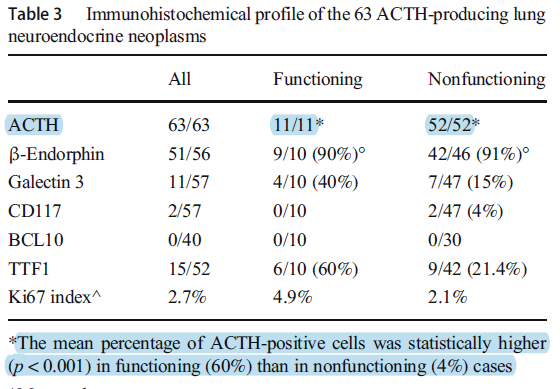 Table 3 Immunohistochemical profile of the 63 ACTH-producing lung
neuroendocrine neoplasms
All Functioning Nonfunctioning
ACTH 63/63 11/11* 52/52*
β-Endorphin 51/56 9/10 (90%)° 42/46 (91%)°
Galectin 3 11/57 4/10 (40%) 7/47 (15%)
CD117 2/57 0/10 2/47 (4%)
BCL10 0/40 0/10 0/30
TTF1 15/52 6/10 (60%) 9/42 (21.4%)
Ki67 index^ 2.7% 4.9% 2.1%
*The mean percentage of ACTH-positive cells was statistically higher
(p < 0.001) in functioning (60%) than in nonfunctioning (4%) cases